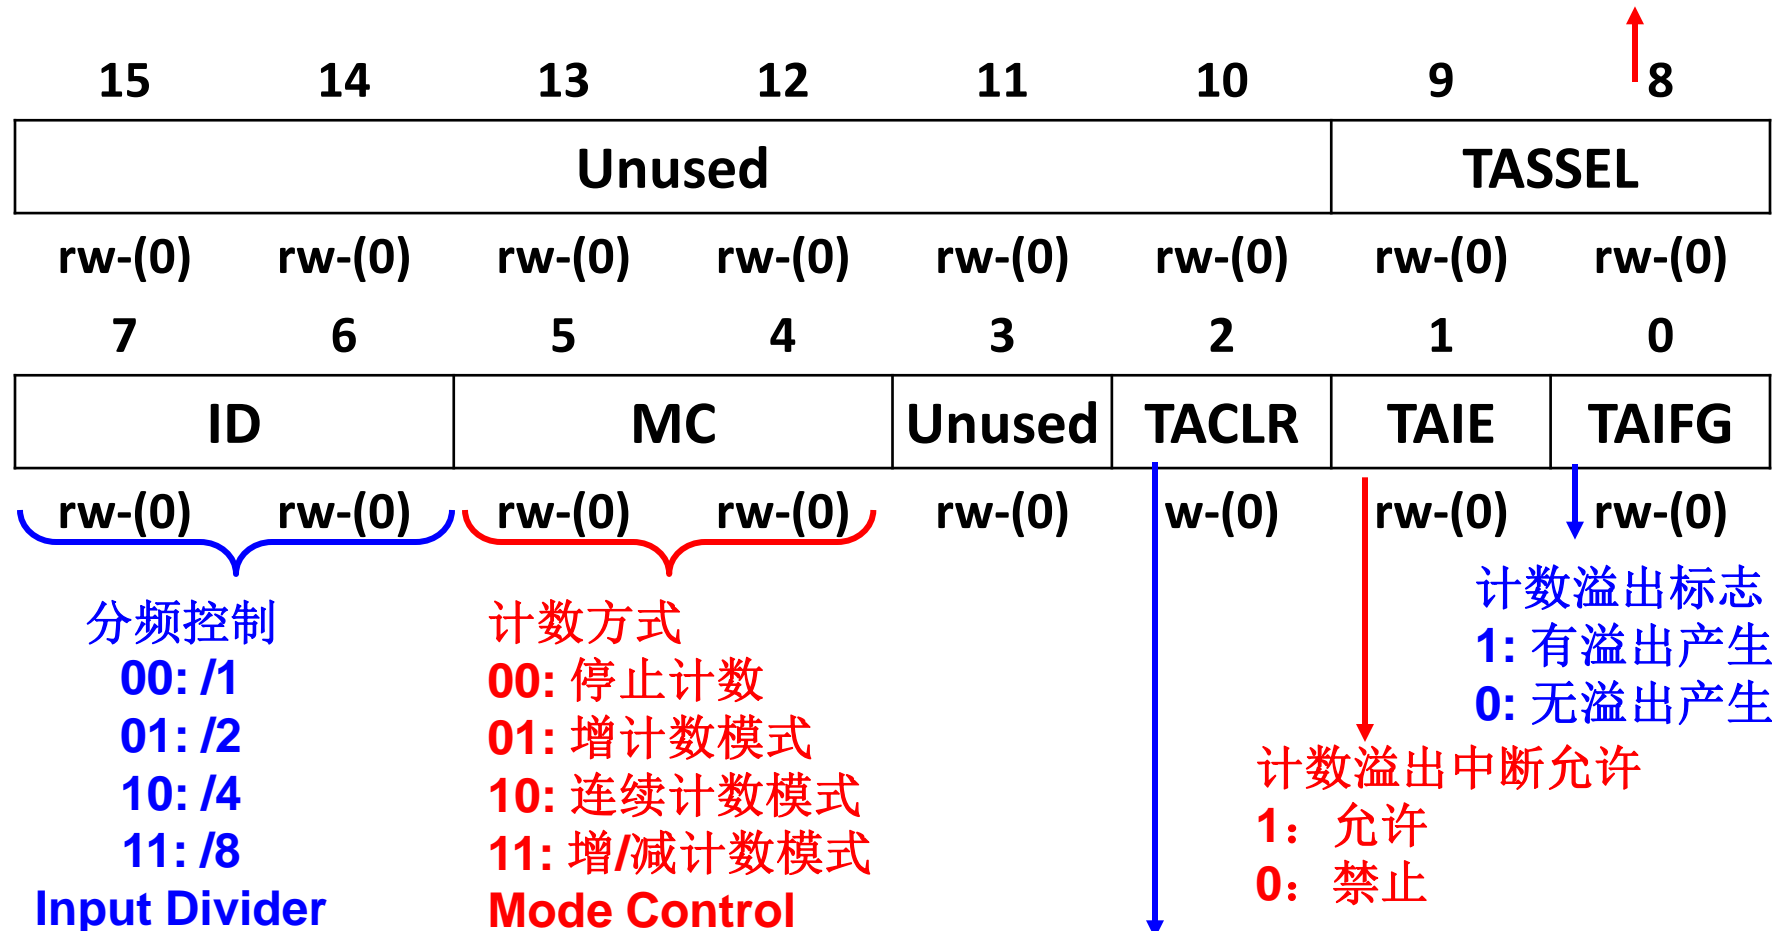 15 14 13 12 11 10 9 8
Unused TASSEL
rw-(0) rw-(0) rw-(0) rw-(0) rw-(0) rw-(0) rw-(0) rw-(0)
7 6 5 4 3 2 1 0
ID MC Unused TACLR TAIE TAIFG
rw-(0) rw-(0) rw-(0) rw-(0) rw-(0) w-(0) rw-(0) rw-(0)
分频控制
00: /1
01: /2
10: /4
11: /8
Input Divider
计数方式
00: 停止计数
01: 增计数模式
10: 连续计数模式
11: 增/减计数模式
Mode Control
计数溢出中断允许
1：允许
0：禁止
计数溢出标志
1: 有溢出产生
0: 无溢出产生